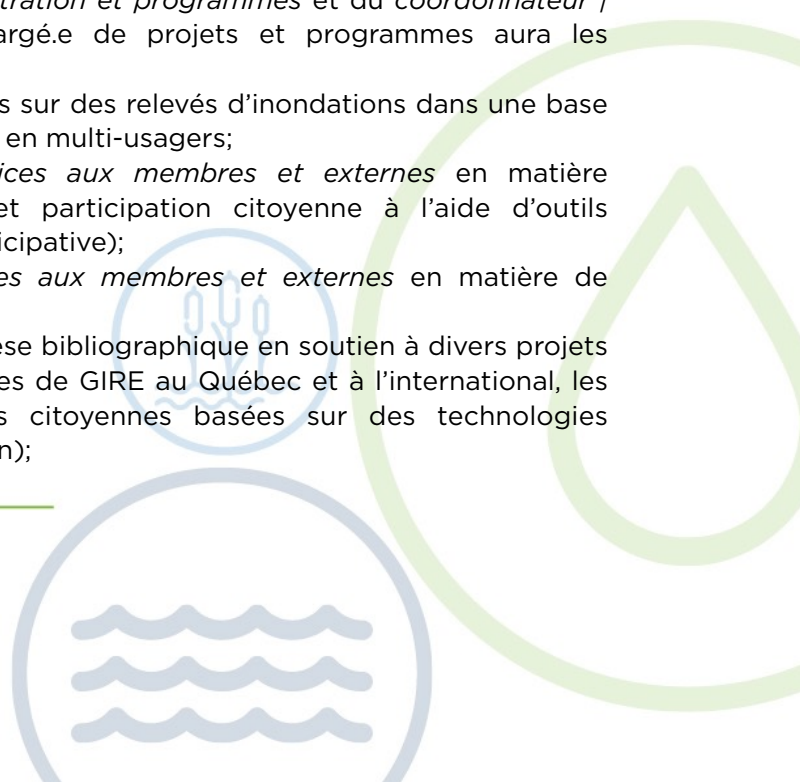 tration et programmes et du coordonnateur |
argé.e de projets et programmes aura les
s sur des relevés d’inondations dans une base
en multi-usagers;
ices aux membres et externes en matière
et participation citoyenne à l’aide d’outils
icipative);
es aux membres et externes en matière de
èse bibliographique en soutien à divers projets
es de GIRE au Québec et à l’international, les
s citoyennes basées sur des technologies
n);